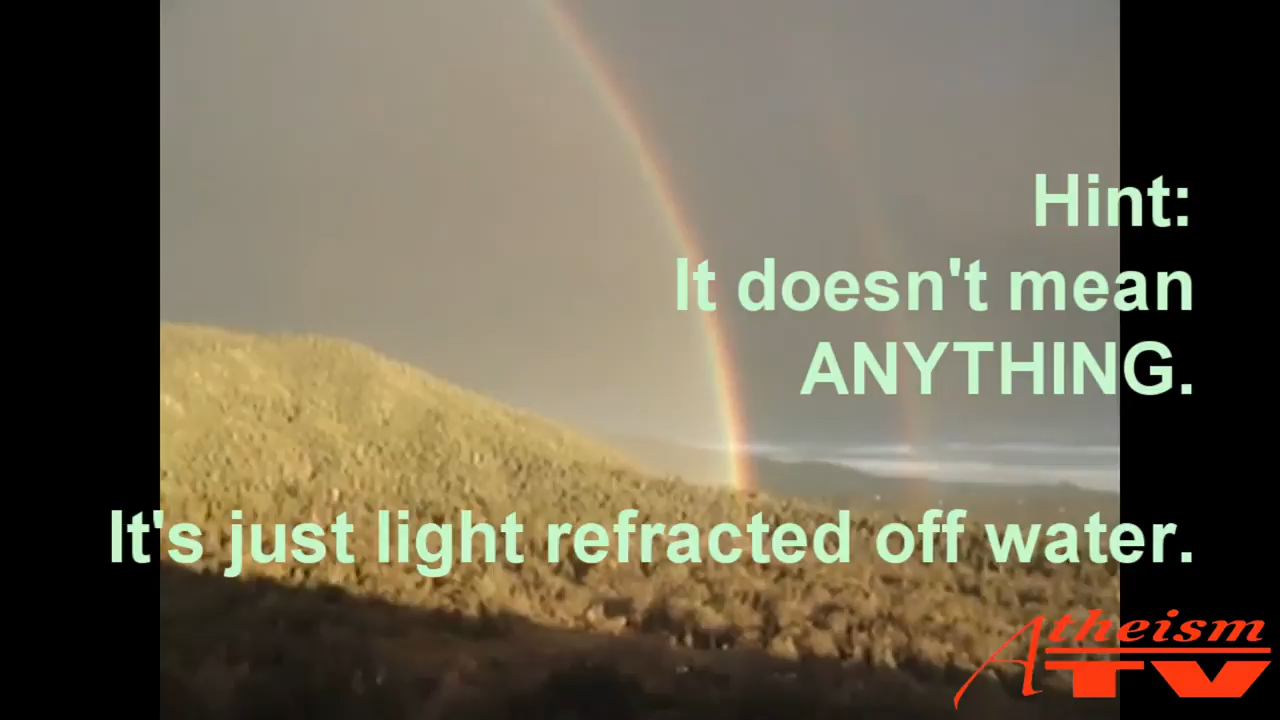 Hint:
It doesn't mean
ANYTHING.
It's just light refracted off water.
Atheism
TV